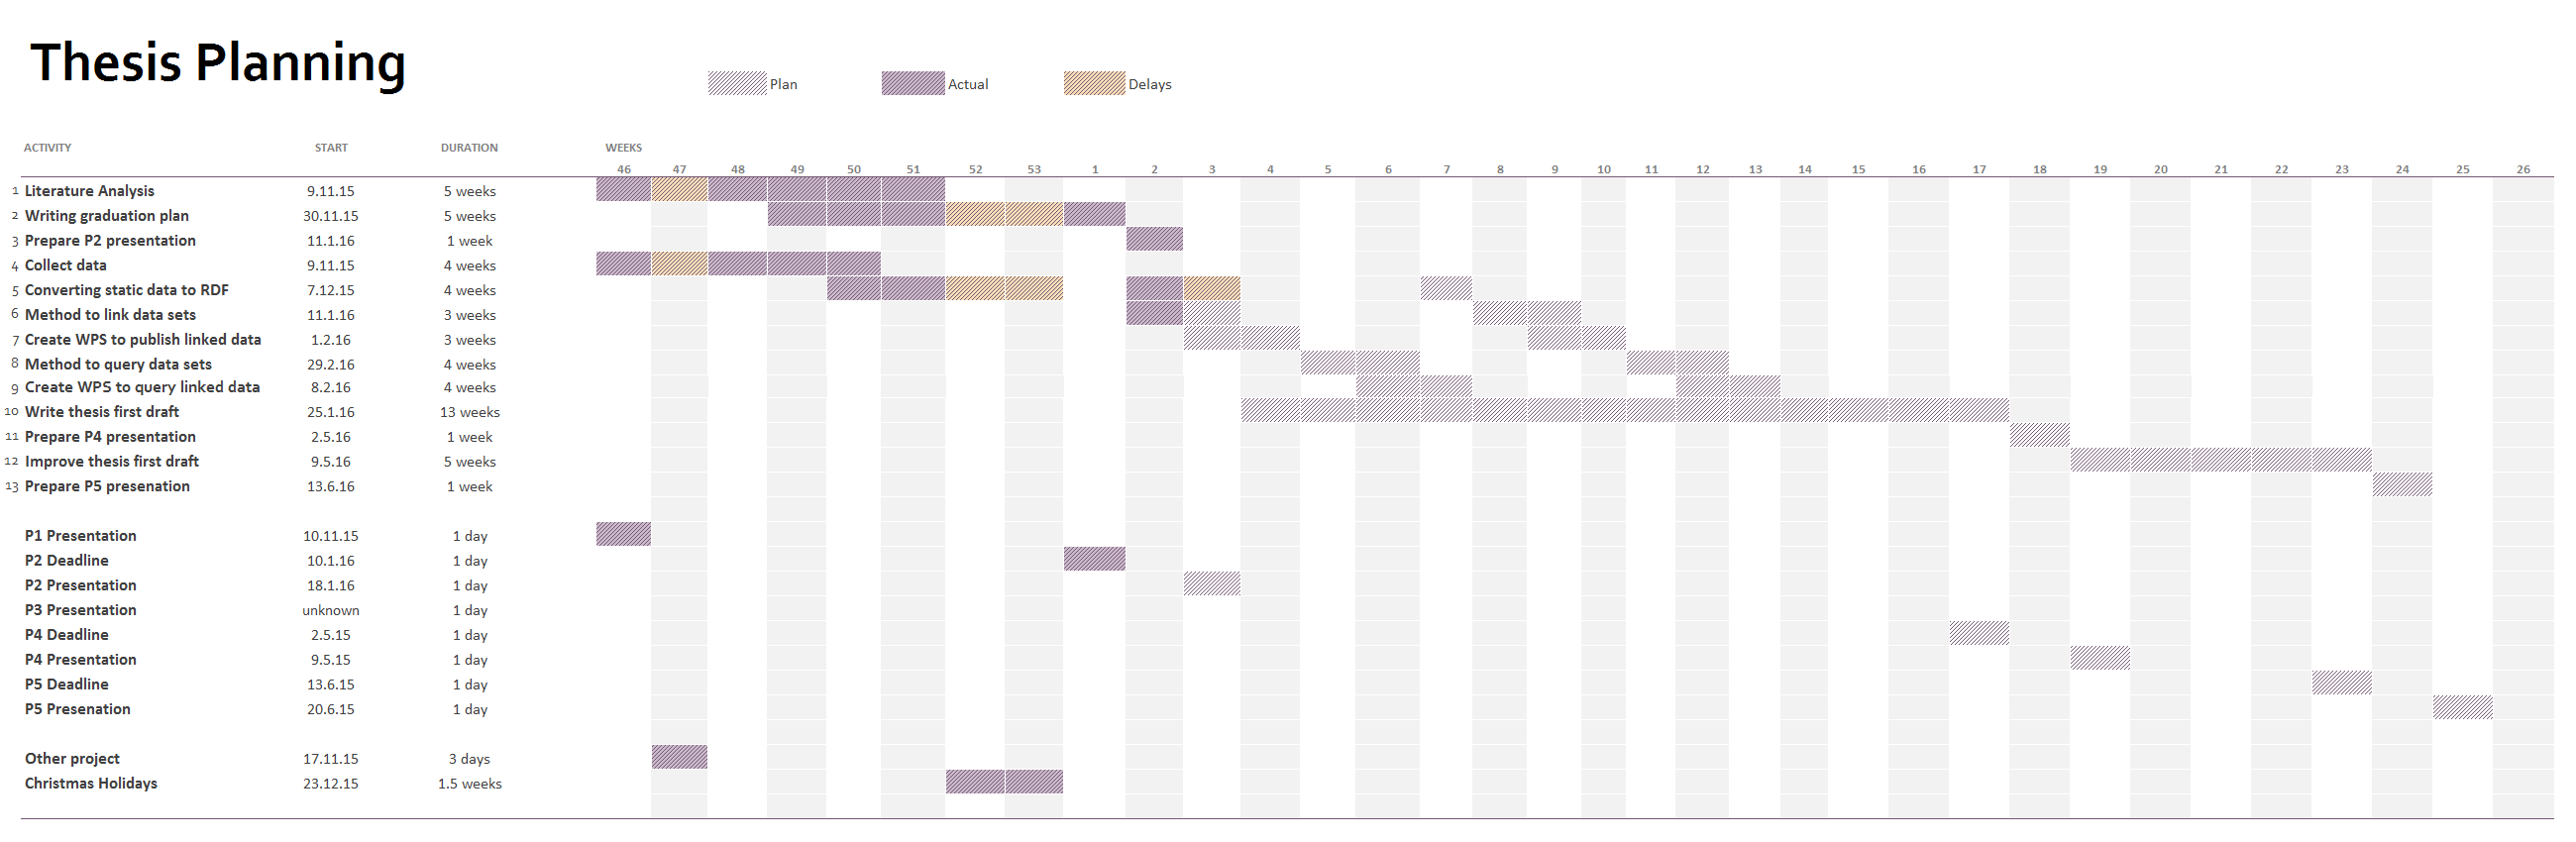 Thesis Planning
Plan Actual Delays
ACTIVITY START DURATION WEEKS
46 47 48 49 50 51 52 53 1 2 3 4 5 6 7 8 9 10 11 12 13 14 15 16 17 18 19 20 21 22 23 24 25 26
1 Literature Analysis 9.11.15 5 weeks
2 Writing graduation plan 30.11.15 5 weeks
3 Prepare P2 presentation 11.1.16 1 week
4 Collect data 9.11.15 4 weeks
5 Converting static data to RDF 7.12.15 4 weeks
6 Method to link data sets 11.1.16 3 weeks
7 Create WPS to publish linked data 1.2.16 3 weeks
8 Method to query data sets 29.2.16 4 weeks
9 Create WPS to query linked data 8.2.16 4 weeks
10 Write thesis first draft 25.1.16 13 weeks
11 Prepare P4 presentation 2.5.16 1 week
12 Improve thesis first draft 9.5.16 5 weeks
13 Prepare P5 presenation 13.6.16 1 week
P1 Presentation 10.11.15 1 day
P2 Deadline 10.1.16 1 day
P2 Presentation 18.1.16 1 day
P3 Presentation unknown 1 day
P4 Deadline 2.5.15 1 day
P4 Presentation 9.5.15 1 day
P5 Deadline 13.6.15 1 day
P5 Presenation 20.6.15 1 day
Other project 17.11.15 3 days
Christmas Holidays 23.12.15 1.5 weeks